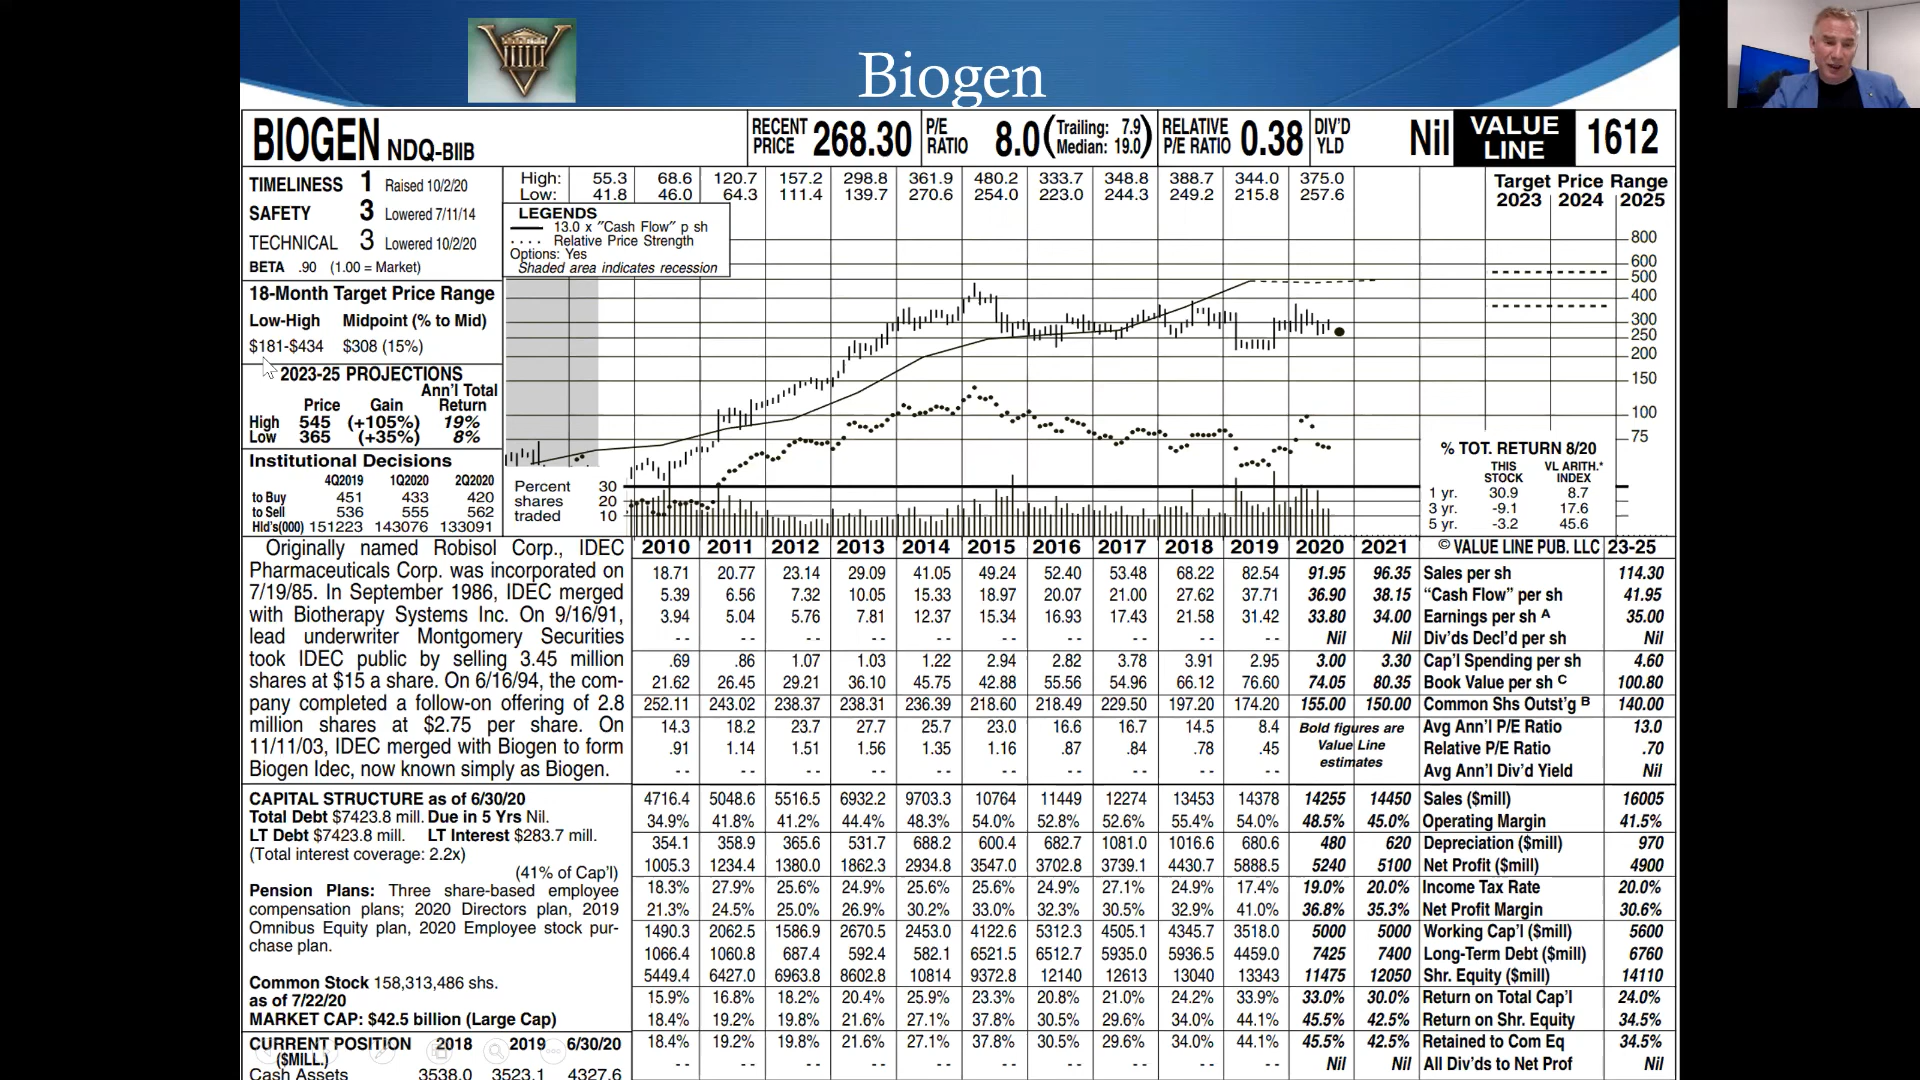 Biogen
BIOGEN NDQ-BIIB
RECENT PRICE 268.30
P/E RATIO 8.0 (Trailing: 7.9 Median: 19.0)
RELATIVE P/E RATIO 0.38
DIV'D YLD Nil
VALUE LINE
1612
TIMELINESS 1 Raised 10/2/20
SAFETY 3 Lowered 7/11/14
TECHNICAL 3 Lowered 10/2/20
BETA .90 (1.00 = Market)
18-Month Target Price Range
Low-High Midpoint (% to Mid)
$181-$434 $308 (15%)
2023-25 PROJECTIONS
Ann'l Total
Price Gain Return
High 545 (+105%) 19%
Low 365 (+35%) 8%
Institutional Decisions
4Q2019 1Q2020 2Q2020
to Buy 451 433 420
to Sell 536 555 562
Hld's(000) 151223 143076 133091
High: 55.3 68.6 120.7 157.2 298.8 361.9 480.2 333.7 348.8 388.7 344.0 375.0
Low: 41.8 46.0 64.3 111.4 139.7 270.6 254.0 223.0 244.3 249.2 215.8 257.6
LEGENDS
13.0 x "Cash Flow" p sh
Relative Price Strength
Options: Yes
Shaded area indicates recession
Target Price Range
2023 2024 2025
800
600
500
400
300
250
200
150
100
75
Percent shares traded
30
20
10
% TOT. RETURN 8/20
THIS STOCK VL ARITH.* INDEX
1 yr. 30.9 8.7
3 yr. -9.1 17.6
5 yr. -3.2 45.6
Originally named Robisol Corp., IDEC
Pharmaceuticals Corp. was incorporated on
7/19/85. In September 1986, IDEC merged
with Biotherapy Systems Inc. On 9/16/91,
lead underwriter Montgomery Securities
took IDEC public by selling 3.45 million
shares at $15 a share. On 6/16/94, the com-
pany completed a follow-on offering of 2.8
million shares at $2.75 per share. On
11/11/03, IDEC merged with Biogen to form
Biogen Idec, now known simply as Biogen.
CAPITAL STRUCTURE as of 6/30/20
Total Debt $7423.8 mill. Due in 5 Yrs Nil.
LT Debt $7423.8 mill. LT Interest $283.7 mill.
(Total interest coverage: 2.2x)
(41% of Cap'l)
Pension Plans: Three share-based employee
compensation plans; 2020 Directors plan, 2019
Omnibus Equity plan, 2020 Employee stock pur-
chase plan.
Common Stock 158,313,486 shs.
as of 7/22/20
MARKET CAP: $42.5 billion (Large Cap)
CURRENT POSITION 2018 2019 6/30/20
($MILL.)
Cash Assets 3538.0 3523.1 4327.6
2010 2011 2012 2013 2014 2015 2016 2017 2018 2019 2020 2021 © VALUE LINE PUB. LLC 23-25
18.71 20.77 23.14 29.09 41.05 49.24 52.40 53.48 68.22 82.54 91.95 96.35 Sales per sh 114.30
5.39 6.56 7.32 10.05 15.33 18.97 20.07 21.00 27.62 37.71 36.90 38.15 "Cash Flow" per sh 41.95
3.94 5.04 5.76 7.81 12.37 15.34 16.93 17.43 21.58 31.42 33.80 34.00 Earnings per sh A 35.00
-- -- -- -- -- -- -- -- -- -- Nil Nil Div'ds Decl'd per sh Nil
.69 .86 1.07 1.03 1.22 2.94 2.82 3.78 3.91 2.95 3.00 3.30 Cap'l Spending per sh 4.60
21.62 26.45 29.21 36.10 45.75 42.88 55.56 54.96 66.12 76.60 74.05 80.35 Book Value per sh C 100.80
252.11 243.02 238.37 238.31 236.39 218.60 218.49 229.50 197.20 174.20 155.00 150.00 Common Shs Outst'g B 140.00
14.3 18.2 23.7 27.7 25.7 23.0 16.6 16.7 14.5 8.4 Bold figures are Avg Ann'l P/E Ratio 13.0
.91 1.14 1.51 1.56 1.35 1.16 .87 .84 .78 .45 Value Line Relative P/E Ratio .70
-- -- -- -- -- -- -- -- -- -- estimates Avg Ann'l Div'd Yield Nil
4716.4 5048.6 5516.5 6932.2 9703.3 10764 11449 12274 13453 14378 14255 14450 Sales ($mill) 16005
34.9% 41.8% 41.2% 44.4% 48.3% 54.0% 52.8% 52.6% 55.4% 54.0% 48.5% 45.0% Operating Margin 41.5%
354.1 358.9 365.6 531.7 688.2 600.4 682.7 1081.0 1016.6 680.6 480 620 Depreciation ($mill) 970
1005.3 1234.4 1380.0 1862.3 2934.8 3547.0 3702.8 3739.1 4430.7 5888.5 5240 5100 Net Profit ($mill) 4900
18.3% 27.9% 25.6% 24.9% 25.6% 25.6% 24.9% 27.1% 24.9% 17.4% 19.0% 20.0% Income Tax Rate 20.0%
21.3% 24.5% 25.0% 26.9% 30.2% 33.0% 32.3% 30.5% 32.9% 41.0% 36.8% 35.3% Net Profit Margin 30.6%
1490.3 2062.5 1586.9 2670.5 2453.0 4122.6 5312.3 4505.1 4345.7 3518.0 5000 5000 Working Cap'l ($mill) 5600
1066.4 1060.8 687.4 592.4 582.1 6521.5 6512.7 5935.0 5936.5 4459.0 7425 7400 Long-Term Debt ($mill) 6760
5449.4 6427.0 6963.8 8602.8 10814 9372.8 12140 12613 13040 13343 11475 12050 Shr. Equity ($mill) 14110
15.9% 16.8% 18.2% 20.4% 25.9% 23.3% 20.8% 21.0% 24.2% 33.9% 33.0% 30.0% Return on Total Cap'l 24.0%
18.4% 19.2% 19.8% 21.6% 27.1% 37.8% 30.5% 29.6% 34.0% 44.1% 45.5% 42.5% Return on Shr. Equity 34.5%
18.4% 19.2% 19.8% 21.6% 27.1% 37.8% 30.5% 29.6% 34.0% 44.1% 45.5% 42.5% Retained to Com Eq 34.5%
-- -- -- -- -- -- -- -- -- -- Nil Nil All Div'ds to Net Prof Nil